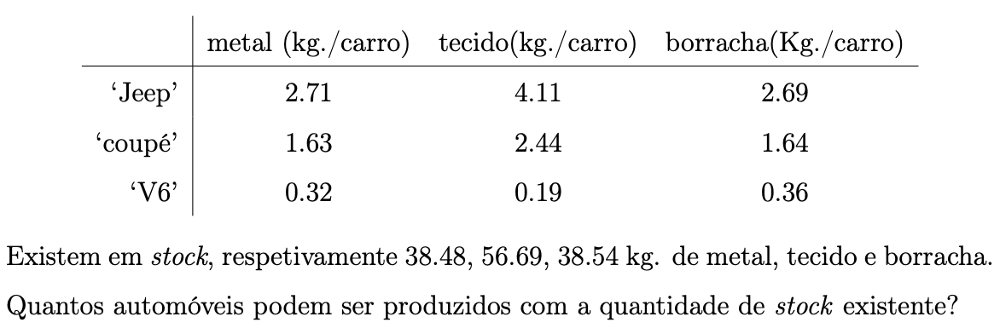 metal (kg./carro) tecido(kg./carro) borracha(Kg./carro)
‘Jeep’ 2.71 4.11 2.69
‘coupé’ 1.63 2.44 1.64
‘V6’ 0.32 0.19 0.36
Existem em stock, respetivamente 38.48, 56.69, 38.54 kg. de metal, tecido e borracha.
Quantos automóveis podem ser produzidos com a quantidade de stock existente?